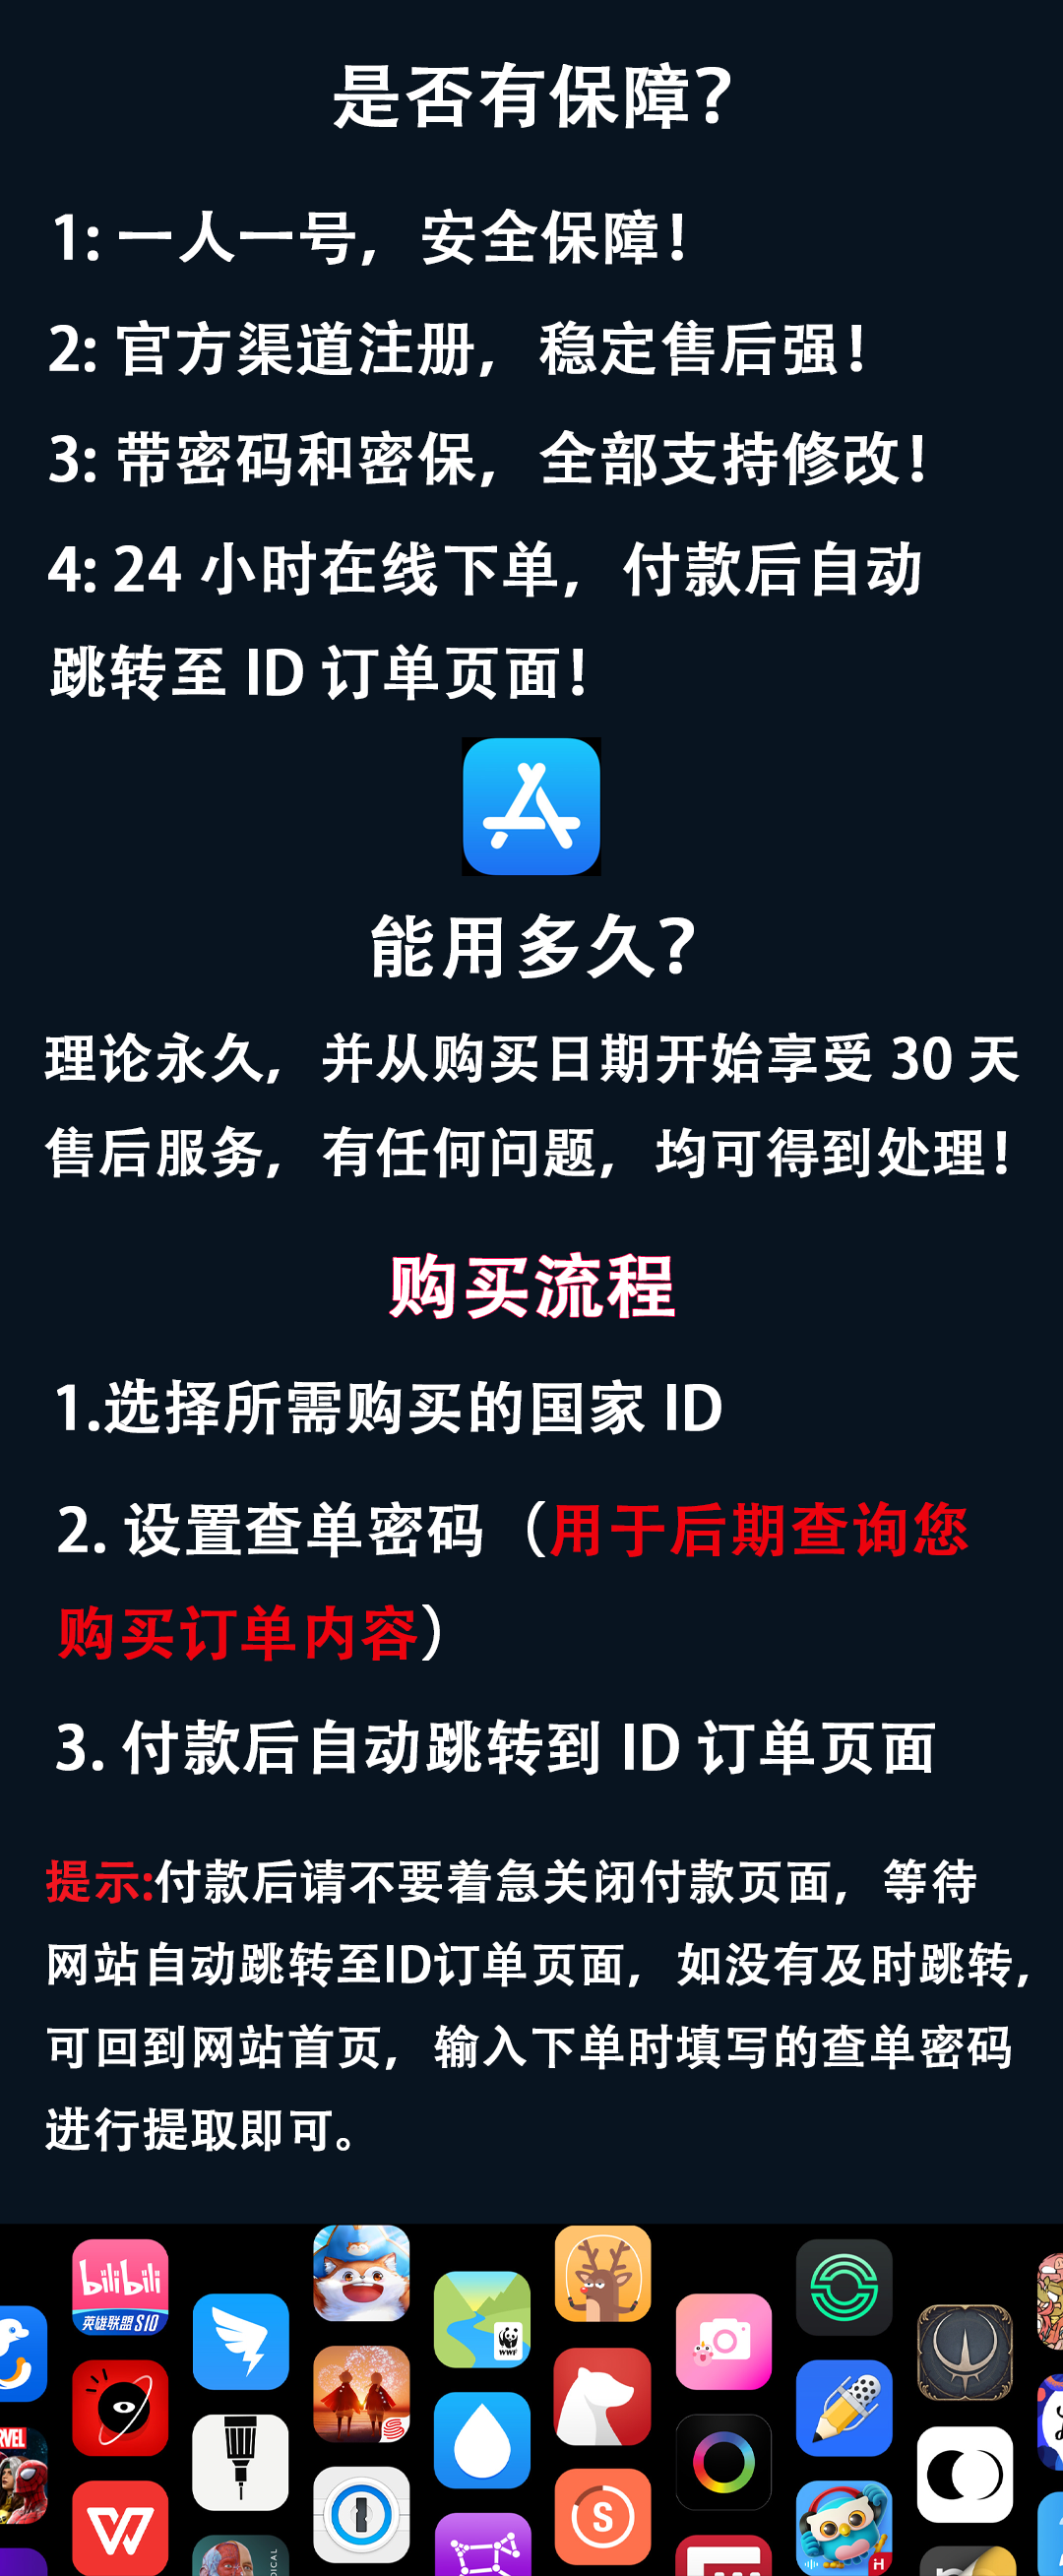 是否有保障？
1: 一人一号，安全保障！
2: 官方渠道注册，稳定售后强！
3: 带密码和密保，全部支持修改！
4: 24 小时在线下单，付款后自动
跳转至 ID 订单页面！
能用多久？
理论永久，并从购买日期开始享受 30 天
售后服务，有任何问题，均可得到处理！
购买流程
1.选择所需购买的国家 ID
2. 设置查单密码（用于后期查询您
购买订单内容）
3. 付款后自动跳转到 ID 订单页面
提示:付款后请不要着急关闭付款页面，等待
网站自动跳转至ID订单页面，如没有及时跳转，
可回到网站首页，输入下单时填写的查单密码
进行提取即可。
bilibili
英雄联盟 S10
WWF
S
H